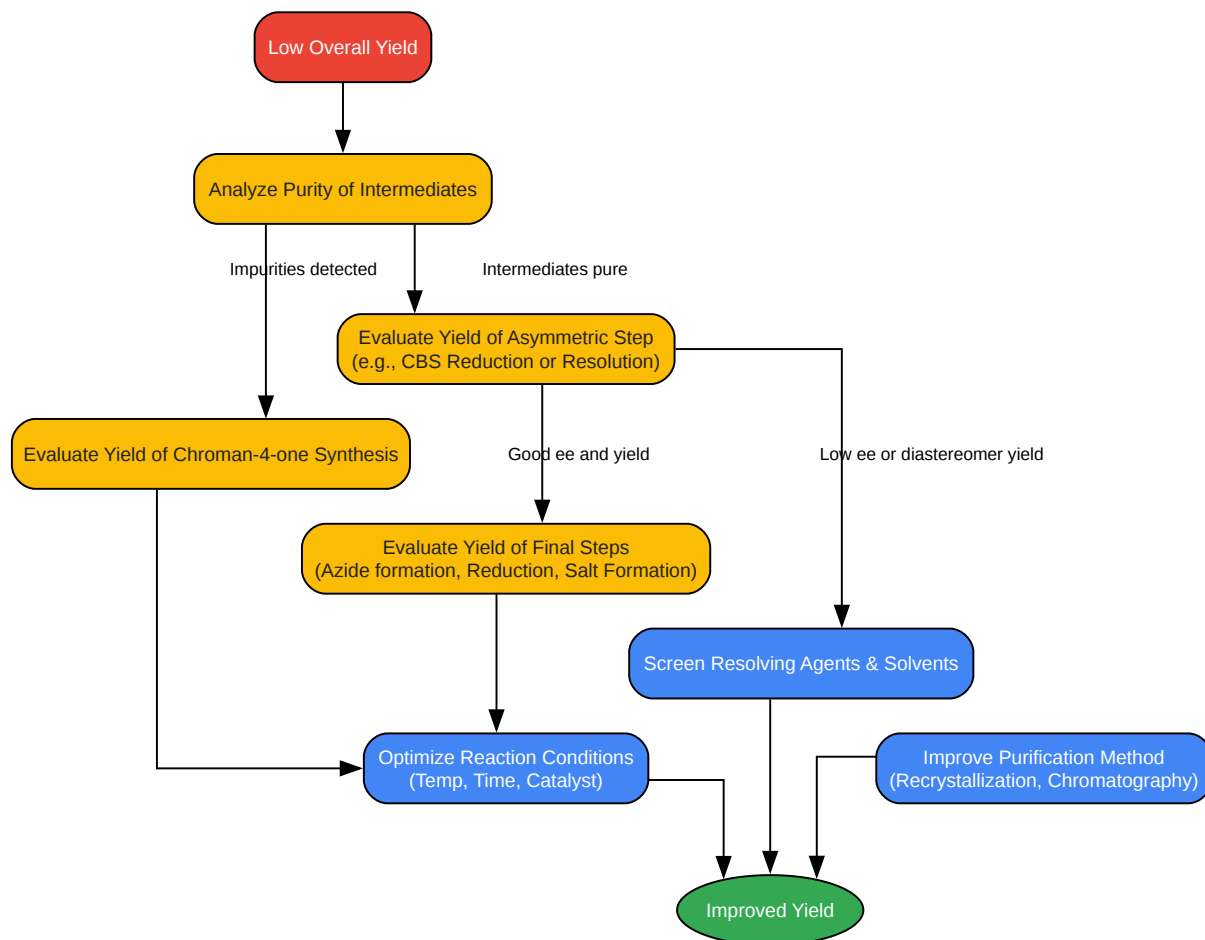 Low Overall Yield
Analyze Purity of Intermediates
Impurities detected
Intermediates pure
Evaluate Yield of Asymmetric Step
(e.g., CBS Reduction or Resolution)
Evaluate Yield of Chroman-4-one Synthesis
Good ee and yield
Low ee or diastereomer yield
Evaluate Yield of Final Steps
(Azide formation, Reduction, Salt Formation)
Screen Resolving Agents & Solvents
Optimize Reaction Conditions
(Temp, Time, Catalyst)
Improve Purification Method
(Recrystallization, Chromatography)
Improved Yield